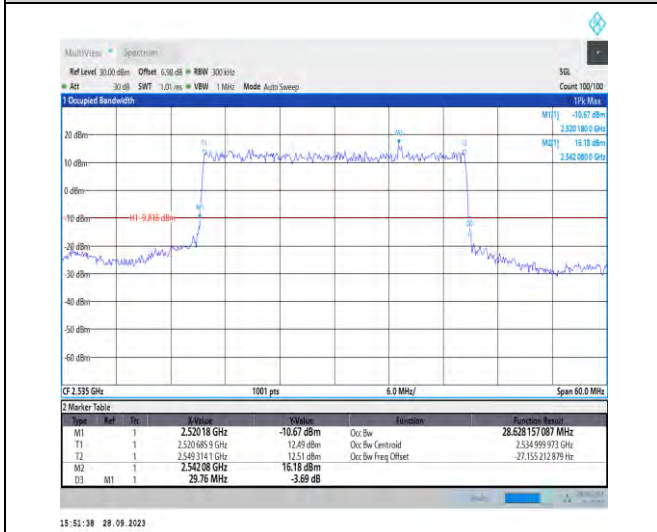 MultiView Spectrum
Ref Level 30.00 dBm Offset 6.98 dB RBW 300 kHz SGL
Att 30 dB SWT 1.01 ms VBW 1 MHz Mode Auto Sweep Count 100/100
1 Occupied Bandwidth 1Pk Max
M1[1] -10.67 dBm
2.520 180 0 GHz
M2[1] 16.18 dBm
2.542 080 0 GHz
20 dBm
10 dBm
0 dBm
-10 dBm
H1 -9.816 dBm
-20 dBm
-30 dBm
-40 dBm
-50 dBm
-60 dBm
T1
M2
T2
M1
D3
CF 2.535 GHz 1001 pts 6.0 MHz/ Span 60.0 MHz
2 Marker Table
Type Ref Trc X-Value Y-Value Function Function Result
M1 1 2.52018 GHz -10.67 dBm Occ Bw 28.628 157 087 MHz
T1 1 2.520 685 9 GHz 12.49 dBm Occ Bw Centroid 2.534 999 973 GHz
T2 1 2.549 314 1 GHz 12.51 dBm Occ Bw Freq Offset -27.155 212 879 Hz
M2 1 2.54208 GHz 16.18 dBm
D3 M1 1 29.76 MHz -3.69 dB
15:51:38 28.09.2023